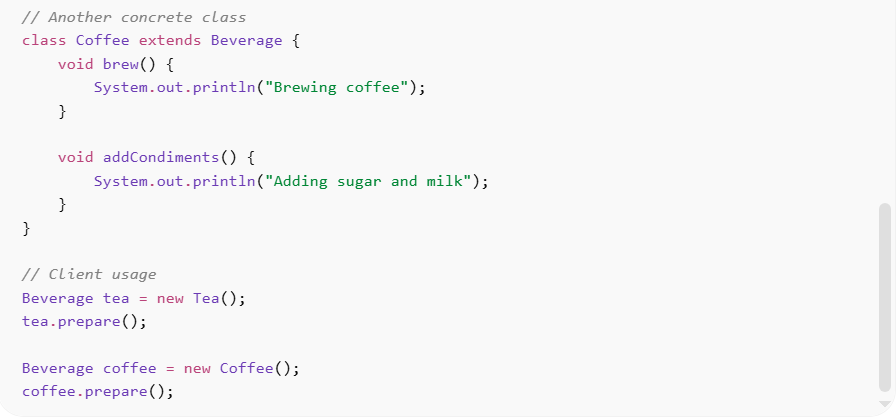 // Another concrete class
class Coffee extends Beverage {
    void brew() {
        System.out.println("Brewing coffee");
    }

    void addCondiments() {
        System.out.println("Adding sugar and milk");
    }
}

// Client usage
Beverage tea = new Tea();
tea.prepare();

Beverage coffee = new Coffee();
coffee.prepare();